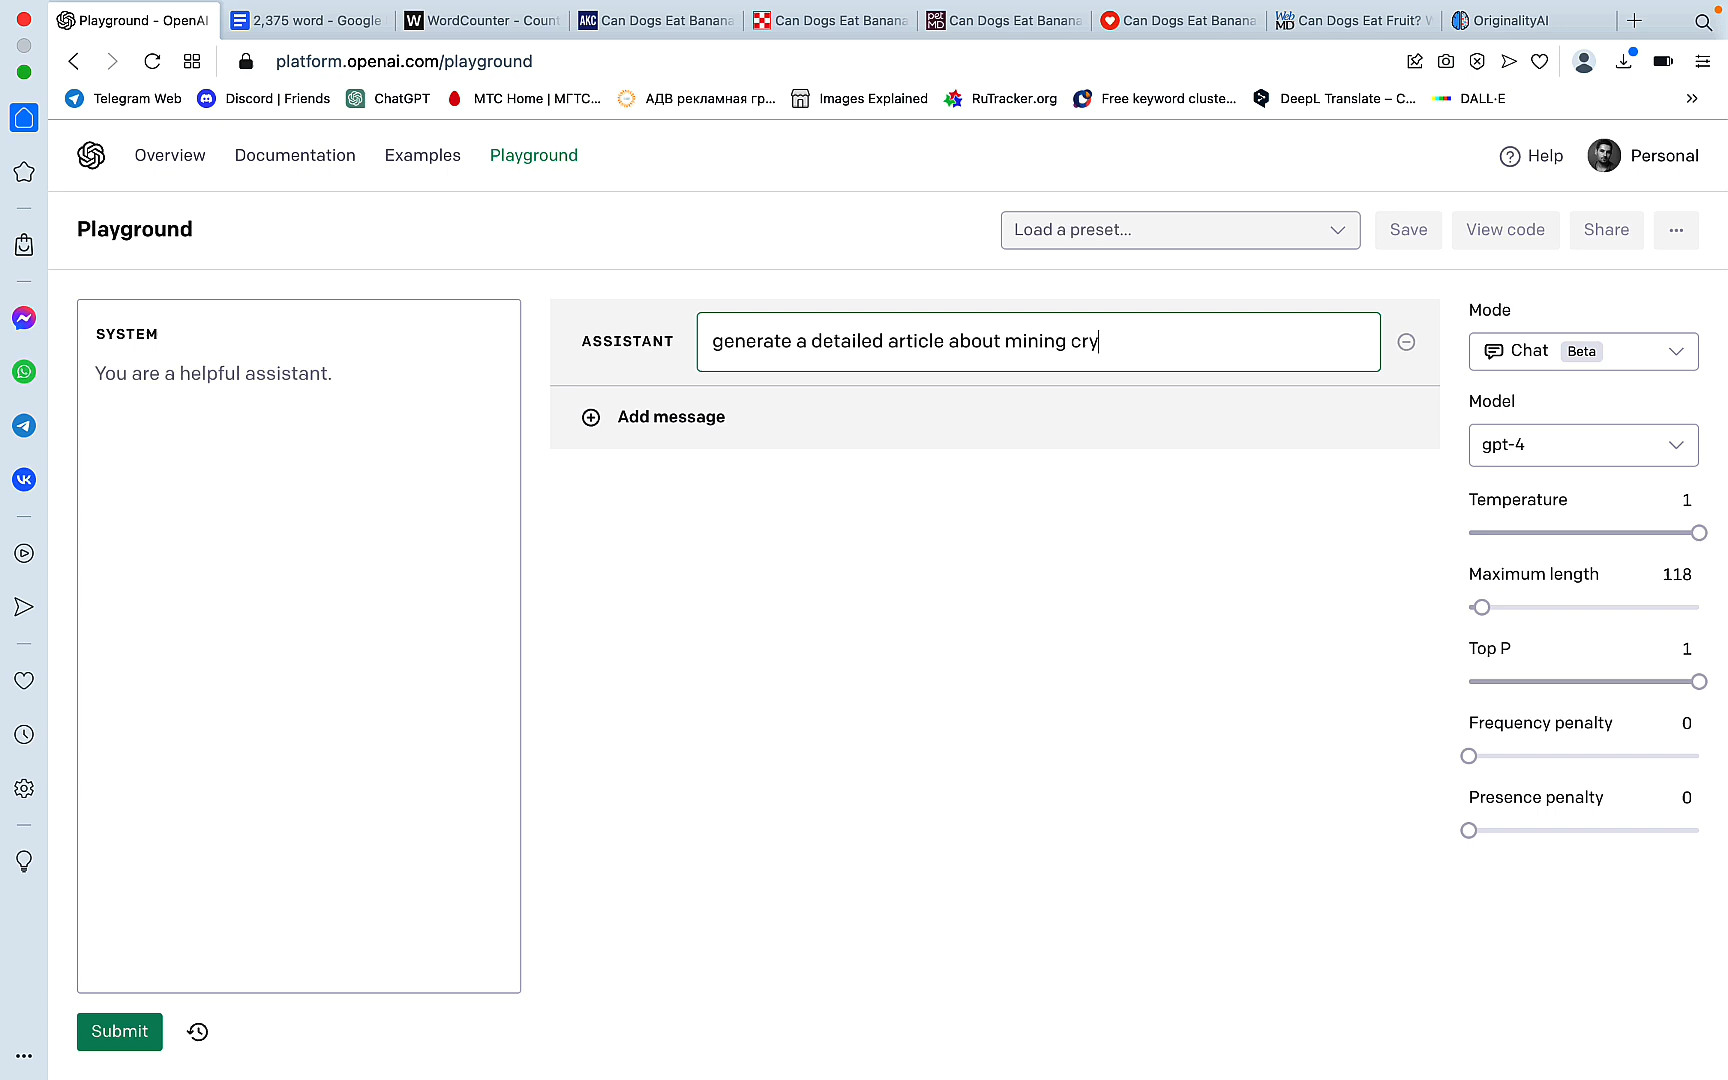 Playground - OpenAI
2,375 word - Google
WordCounter - Count
AKC Can Dogs Eat Banana
Can Dogs Eat Banana
pet MD Can Dogs Eat Banana
Can Dogs Eat Banana
Web MD Can Dogs Eat Fruit? W
OriginalityAI
platform.openai.com/playground
Telegram Web
Discord | Friends
ChatGPT
МТС Home | МГТС...
АДВ рекламная гр...
Images Explained
RuTracker.org
Free keyword cluste...
DeepL Translate – C...
DALL·E
Overview
Documentation
Examples
Playground
Help
Personal
Playground
Load a preset...
Save
View code
Share
...
SYSTEM
You are a helpful assistant.
ASSISTANT
generate a detailed article about mining cry
Add message
Mode
Chat Beta
Model
gpt-4
Temperature 1
Maximum length 118
Top P 1
Frequency penalty 0
Presence penalty 0
Submit